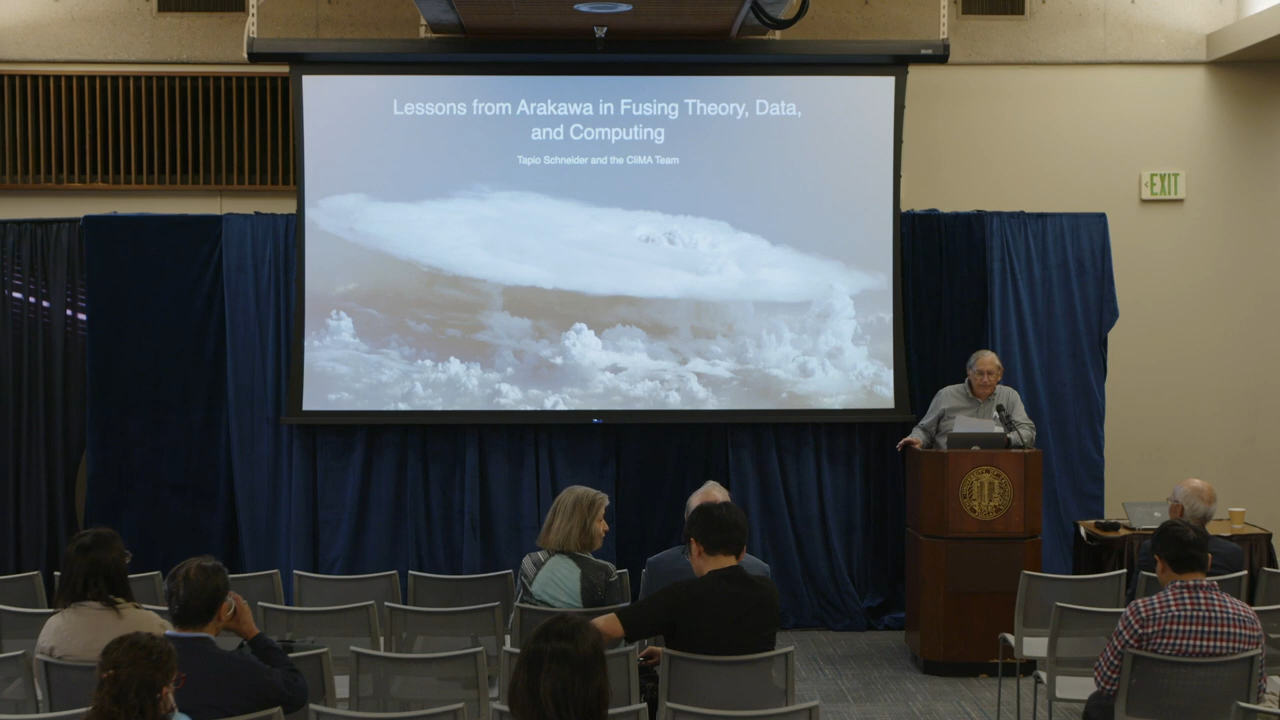 Lessons from Arakawa in Fusing Theory, Data,
and Computing
Tapio Schneider and the CliMA Team
EXIT